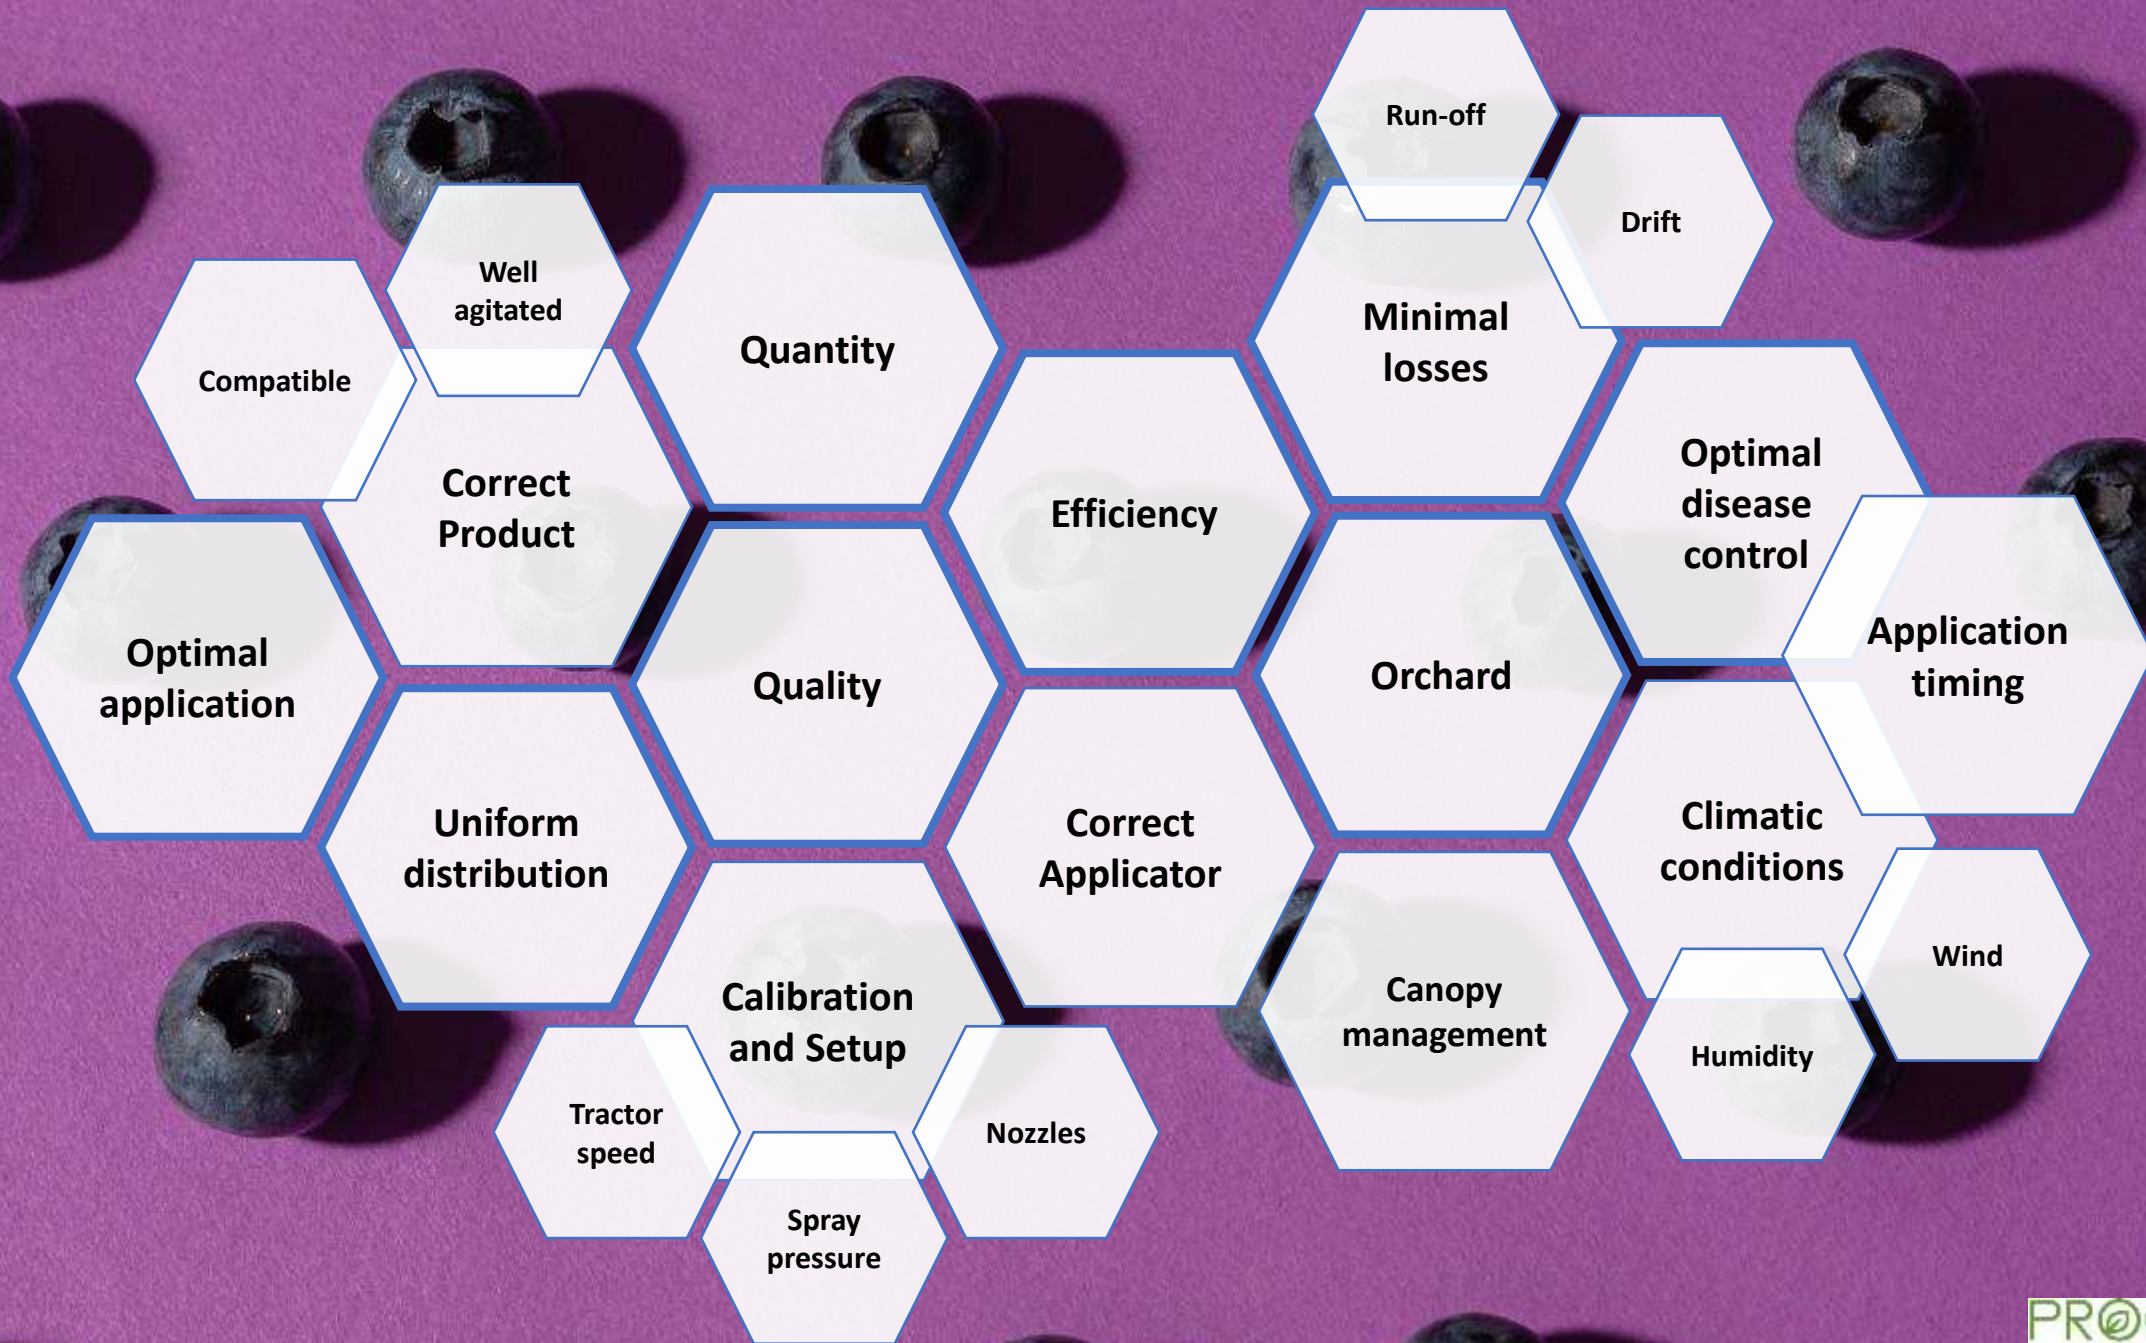 Run-off
Drift
Well
agitated
Compatible
Quantity
Minimal
losses
Correct
Product
Efficiency
Optimal
disease
control
Optimal
application
Quality
Orchard
Application
timing
Uniform
distribution
Correct
Applicator
Climatic
conditions
Calibration
and Setup
Canopy
management
Wind
Humidity
Tractor
speed
Nozzles
Spray
pressure
PRO